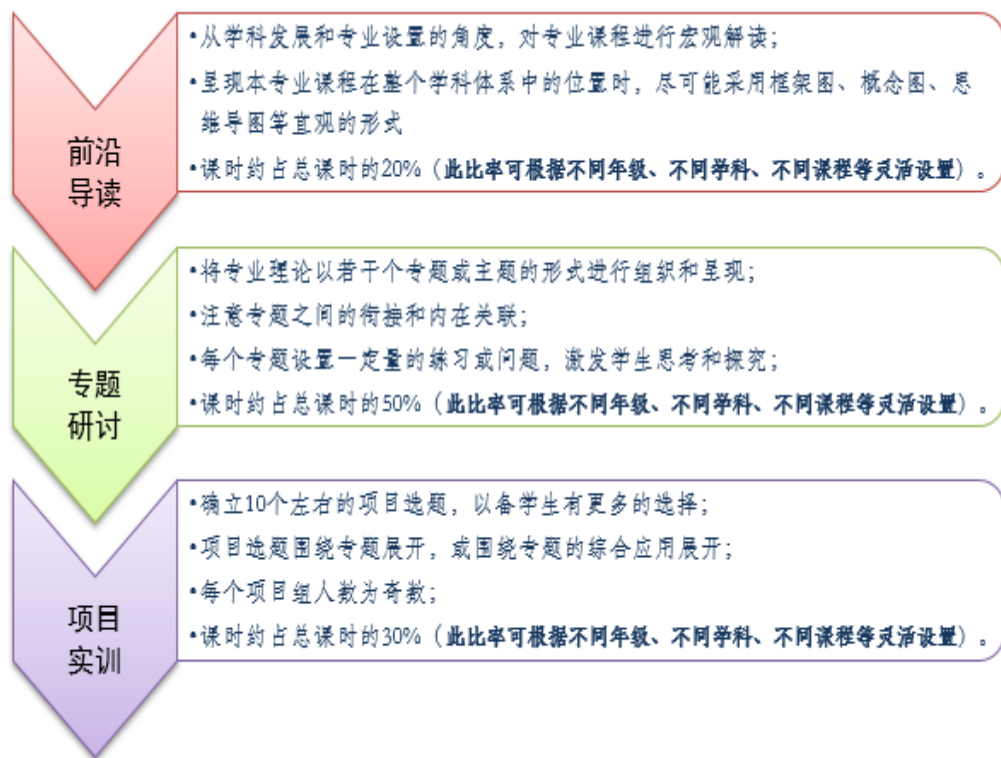 前沿
导读
•从学科发展和专业设置的角度，对专业课程进行宏观解读；
•呈现本专业课程在整个学科体系中的位置时，尽可能采用框架图、概念图、思
维导图等直观的形式
•课时约占总课时的20%（此比率可根据不同年级、不同学科、不同课程等灵活设置）。
专题
研讨
•将专业理论以若干个专题或主题的形式进行组织和呈现；
•注意专题之间的衔接和内在关联；
•每个专题设置一定量的练习或问题，激发学生思考和探究；
•课时约占总课时的50%（此比率可根据不同年级、不同学科、不同课程等灵活设置）。
项目
实训
•确立10个左右的项目选题，以备学生有更多的选择；
•项目选题围绕专题展开，或围绕专题的综合应用展开；
•每个项目组人数为奇数；
•课时约占总课时的30%（此比率可根据不同年级、不同学科、不同课程等灵活设置）。